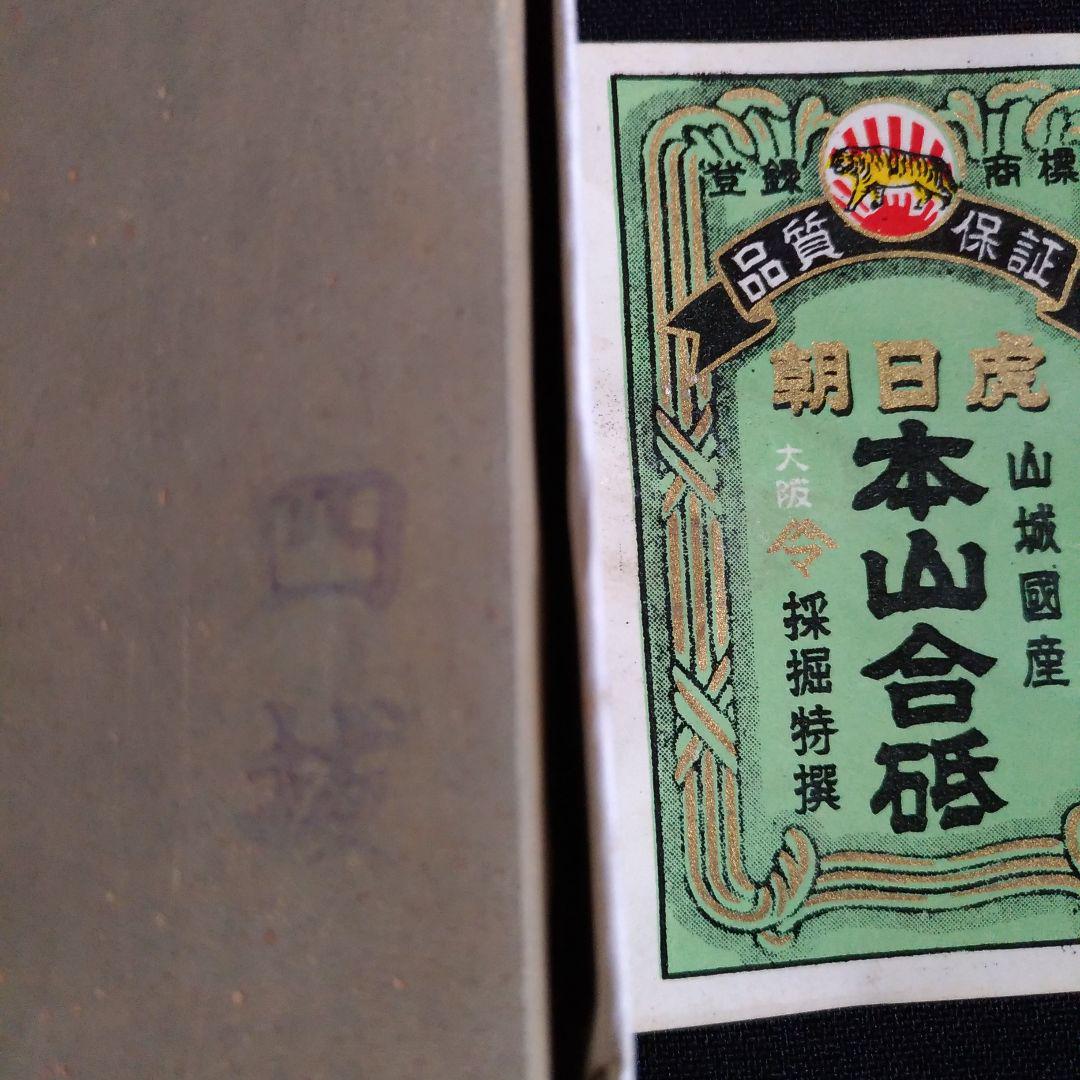 登録 商標
品質 保証
朝日虎
山城國産
本山合砥
大阪
採掘特撰
四